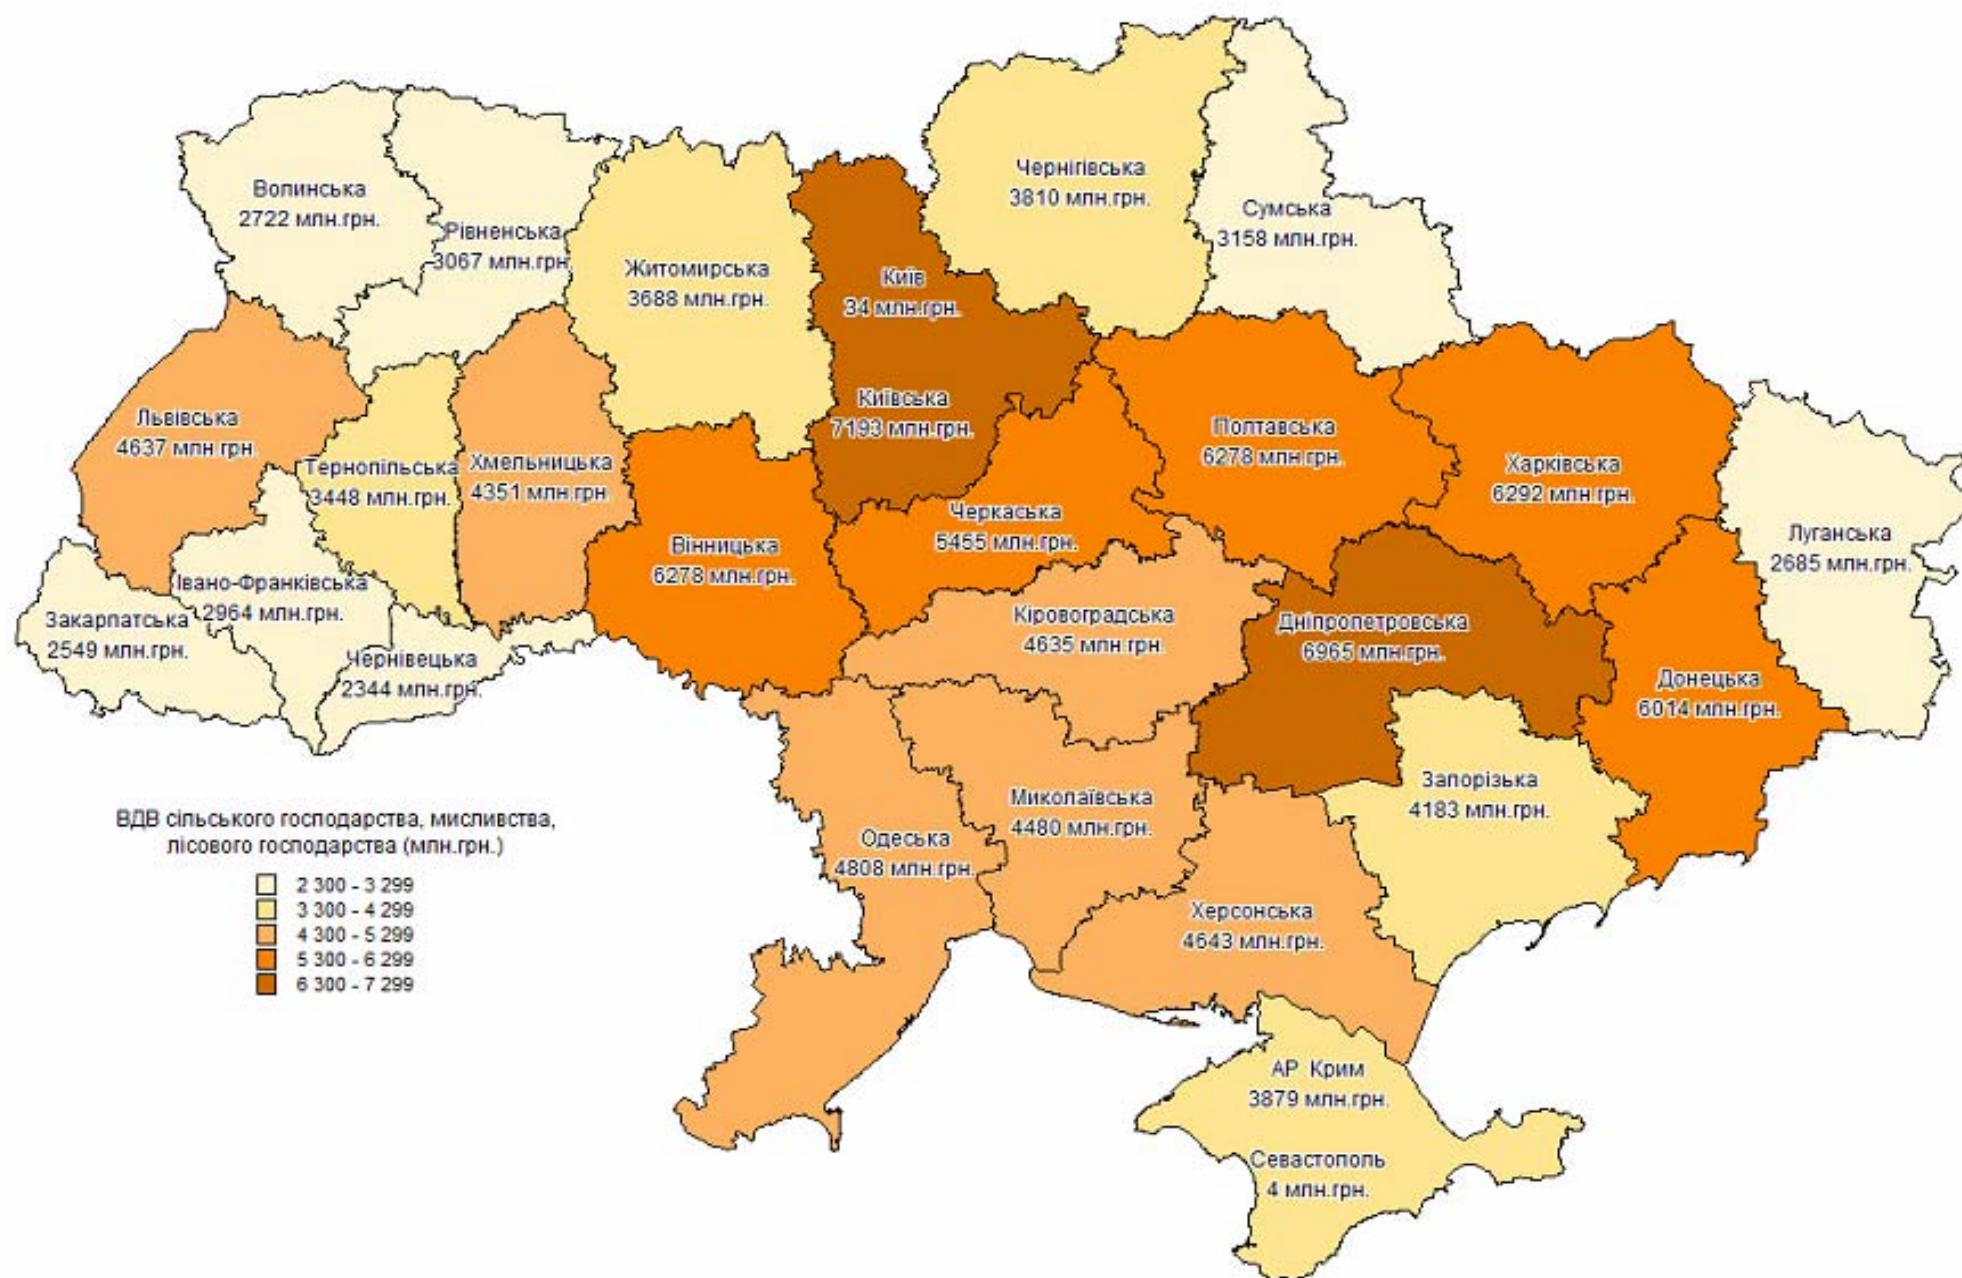 Волинська
2722 млн.грн.
Рівненська
3067 млн.грн.
Житомирська
3688 млн.грн.
Київ
34 млн.грн.
Київська
7193 млн.грн.
Чернігівська
3810 млн.грн.
Сумська
3158 млн.грн.
Львівська
4637 млн.грн.
Тернопільська
3448 млн.грн.
Хмельницька
4351 млн.грн.
Вінницька
6278 млн.грн.
Черкаська
5455 млн.грн.
Полтавська
6278 млн.грн.
Харківська
6292 млн.грн.
Луганська
2685 млн.грн.
Івано-Франківська
2964 млн.грн.
Закарпатська
2549 млн.грн.
Чернівецька
2344 млн.грн.
Кіровоградська
4635 млн.грн.
Дніпропетровська
6965 млн.грн.
Донецька
6014 млн.грн.
Запорізька
4183 млн.грн.
Миколаївська
4480 млн.грн.
Одеська
4808 млн.грн.
Херсонська
4643 млн.грн.
АР Крим
3879 млн.грн.
Севастополь
4 млн.грн.
ВДВ сільського господарства, мисливства,
лісового господарства (млн.грн.)
2 300 - 3 299
3 300 - 4 299
4 300 - 5 299
5 300 - 6 299
6 300 - 7 299